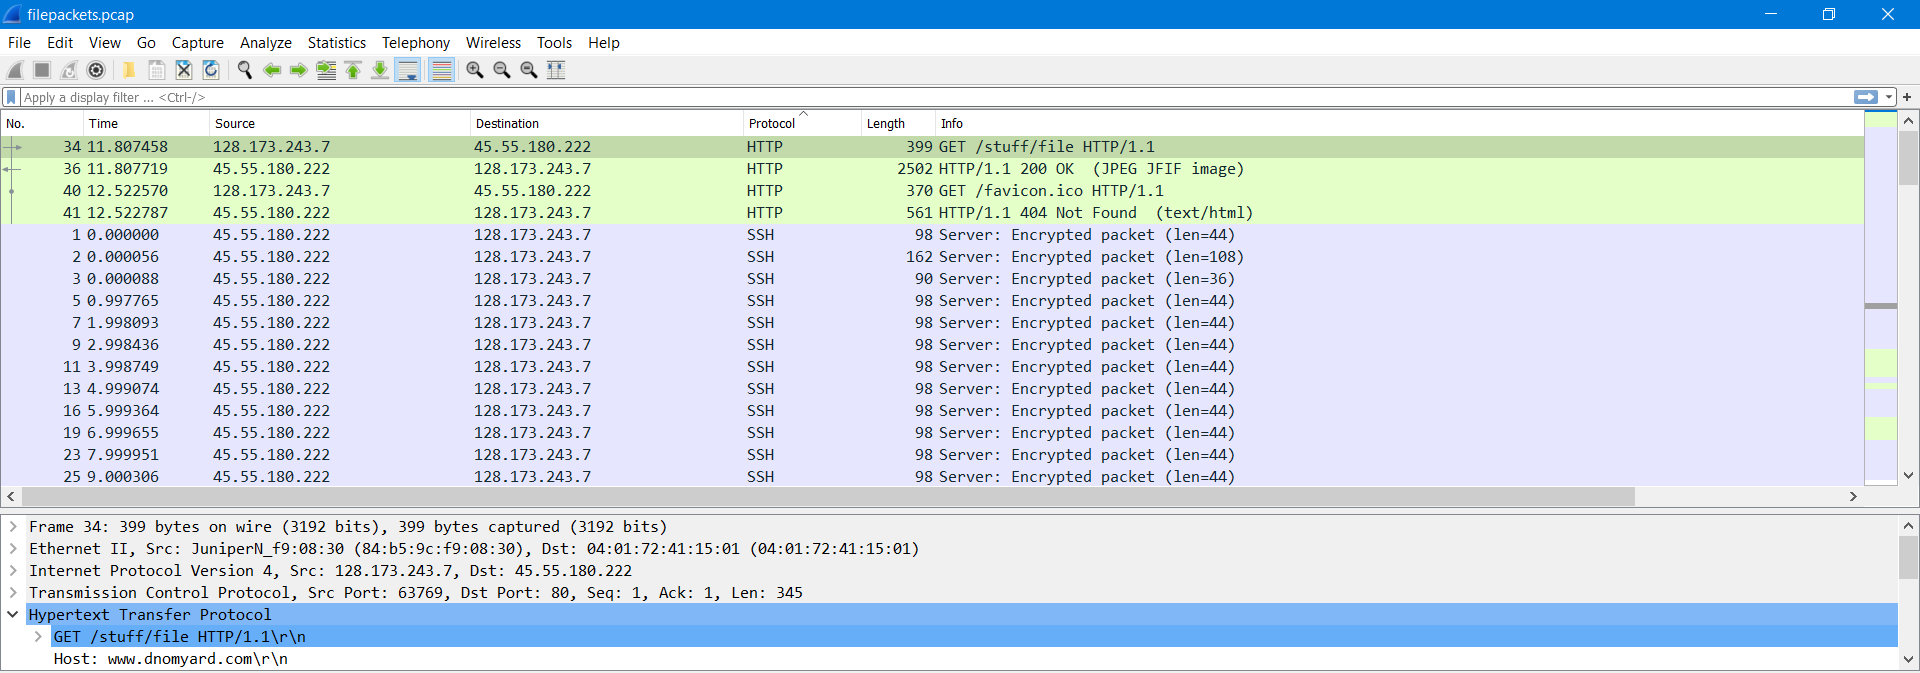 filepackets.pcap
File Edit View Go Capture Analyze Statistics Telephony Wireless Tools Help
Apply a display filter ... <Ctrl-/>
+
No. Time Source Destination Protocol Length Info
34 11.807458 128.173.243.7 45.55.180.222 HTTP 399 GET /stuff/file HTTP/1.1
36 11.807719 45.55.180.222 128.173.243.7 HTTP 2502 HTTP/1.1 200 OK (JPEG JFIF image)
40 12.522570 128.173.243.7 45.55.180.222 HTTP 370 GET /favicon.ico HTTP/1.1
41 12.522787 45.55.180.222 128.173.243.7 HTTP 561 HTTP/1.1 404 Not Found (text/html)
1 0.000000 45.55.180.222 128.173.243.7 SSH 98 Server: Encrypted packet (len=44)
2 0.000056 45.55.180.222 128.173.243.7 SSH 162 Server: Encrypted packet (len=108)
3 0.000088 45.55.180.222 128.173.243.7 SSH 90 Server: Encrypted packet (len=36)
5 0.997765 45.55.180.222 128.173.243.7 SSH 98 Server: Encrypted packet (len=44)
7 1.998093 45.55.180.222 128.173.243.7 SSH 98 Server: Encrypted packet (len=44)
9 2.998436 45.55.180.222 128.173.243.7 SSH 98 Server: Encrypted packet (len=44)
11 3.998749 45.55.180.222 128.173.243.7 SSH 98 Server: Encrypted packet (len=44)
13 4.999074 45.55.180.222 128.173.243.7 SSH 98 Server: Encrypted packet (len=44)
16 5.999364 45.55.180.222 128.173.243.7 SSH 98 Server: Encrypted packet (len=44)
19 6.999655 45.55.180.222 128.173.243.7 SSH 98 Server: Encrypted packet (len=44)
23 7.999951 45.55.180.222 128.173.243.7 SSH 98 Server: Encrypted packet (len=44)
25 9.000306 45.55.180.222 128.173.243.7 SSH 98 Server: Encrypted packet (len=44)
Frame 34: 399 bytes on wire (3192 bits), 399 bytes captured (3192 bits)
Ethernet II, Src: JuniperN_f9:08:30 (84:b5:9c:f9:08:30), Dst: 04:01:72:41:15:01 (04:01:72:41:15:01)
Internet Protocol Version 4, Src: 128.173.243.7, Dst: 45.55.180.222
Transmission Control Protocol, Src Port: 63769, Dst Port: 80, Seq: 1, Ack: 1, Len: 345
Hypertext Transfer Protocol
GET /stuff/file HTTP/1.1\r\n
Host: www.dnomyard.com\r\n